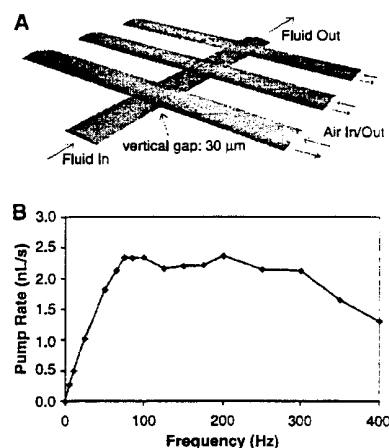 A
Fluid Out
Air In/Out
vertical gap: 30 µm
Fluid In
B
Pump Rate (nL/s)
3.0
2.5
2.0
1.5
1.0
0.5
0.0
0 100 200 300 400
Frequency (Hz)